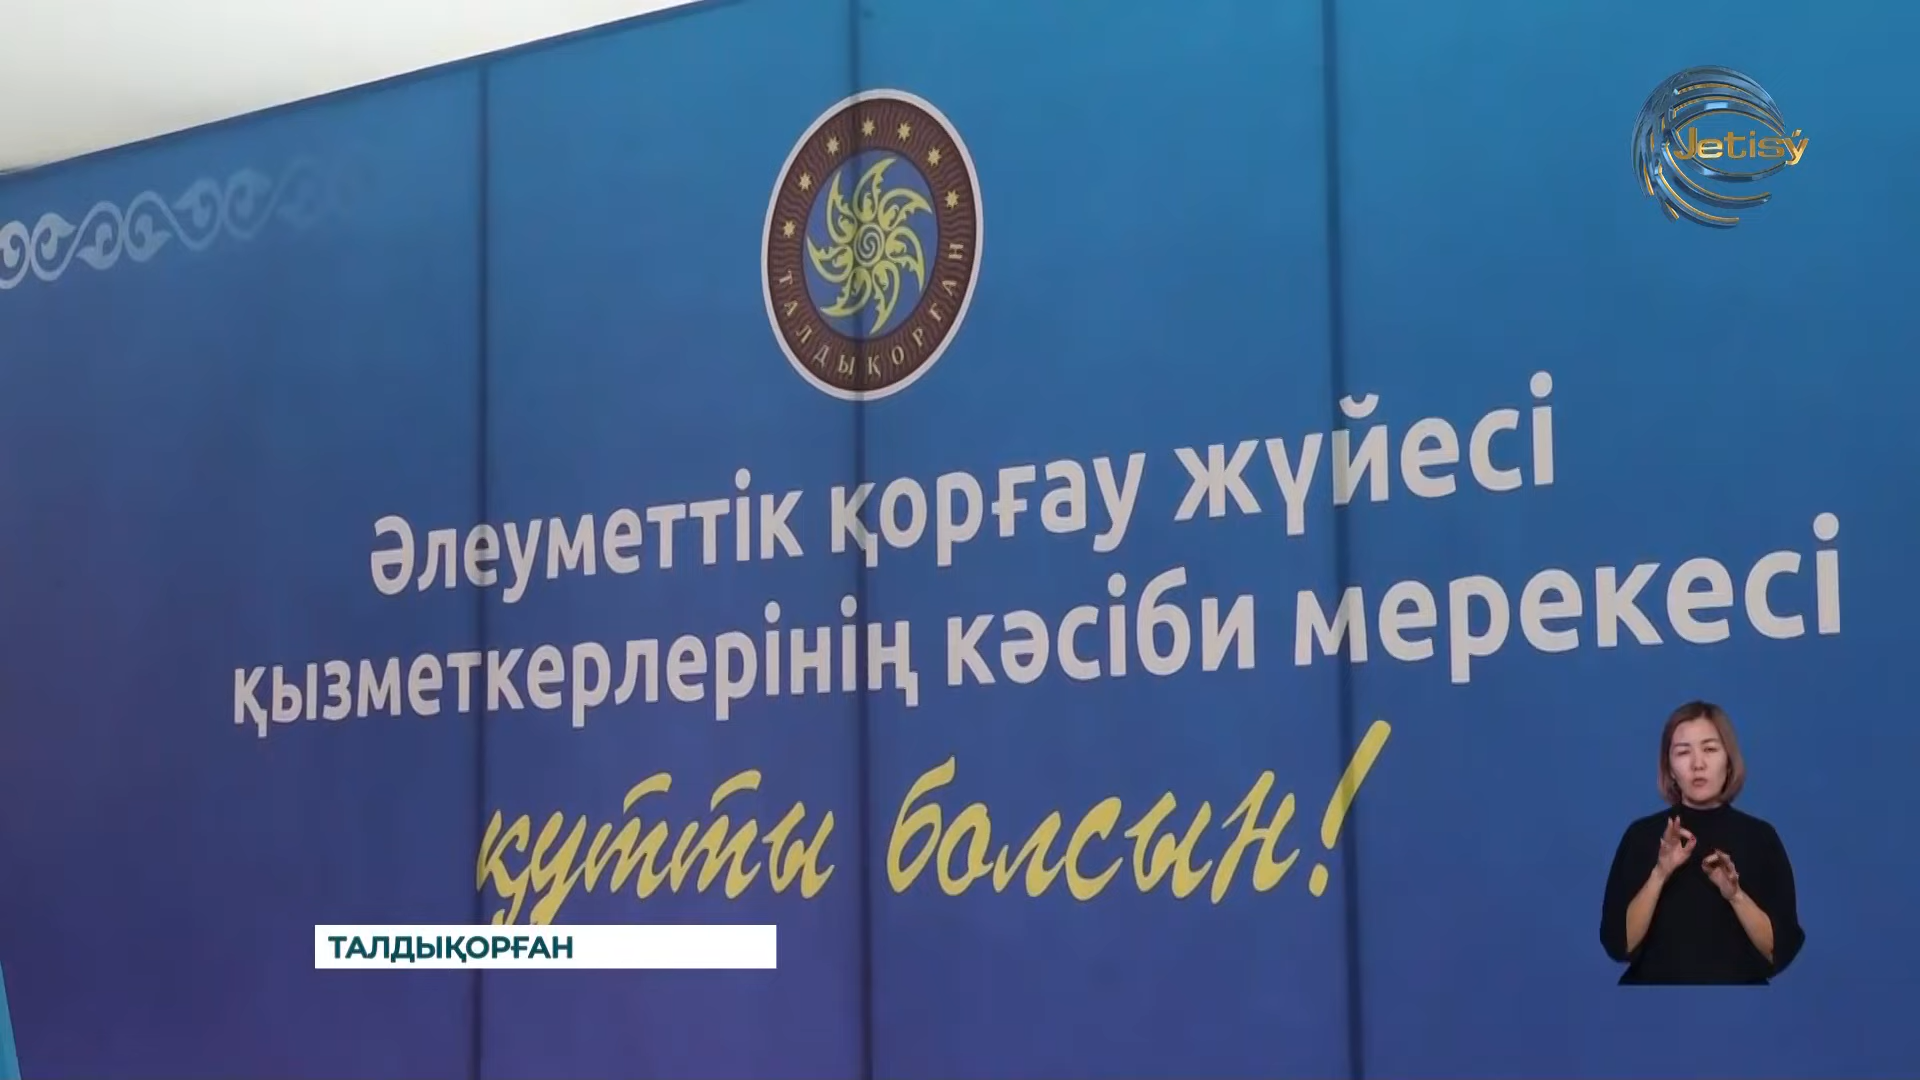 Jetisý
ТАЛДЫҚОРҒАН
Әлеуметтік қорғау жүйесі
қызметкерлерінің кәсіби мерекесі
құтты болсын!
ТАЛДЫҚОРҒАН